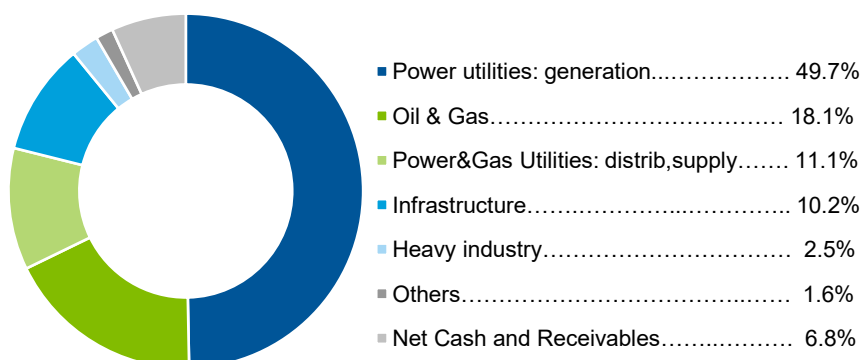 Power utilities: generation...…………….. 49.7%
Oil & Gas…………………………………… 18.1%
Power&Gas Utilities: distrib,supply……. 11.1%
Infrastructure…….…………...………….. 10.2%
Heavy industry…………………………… 2.5%
Others……………………………..…… 1.6%
Net Cash and Receivables……..………. 6.8%